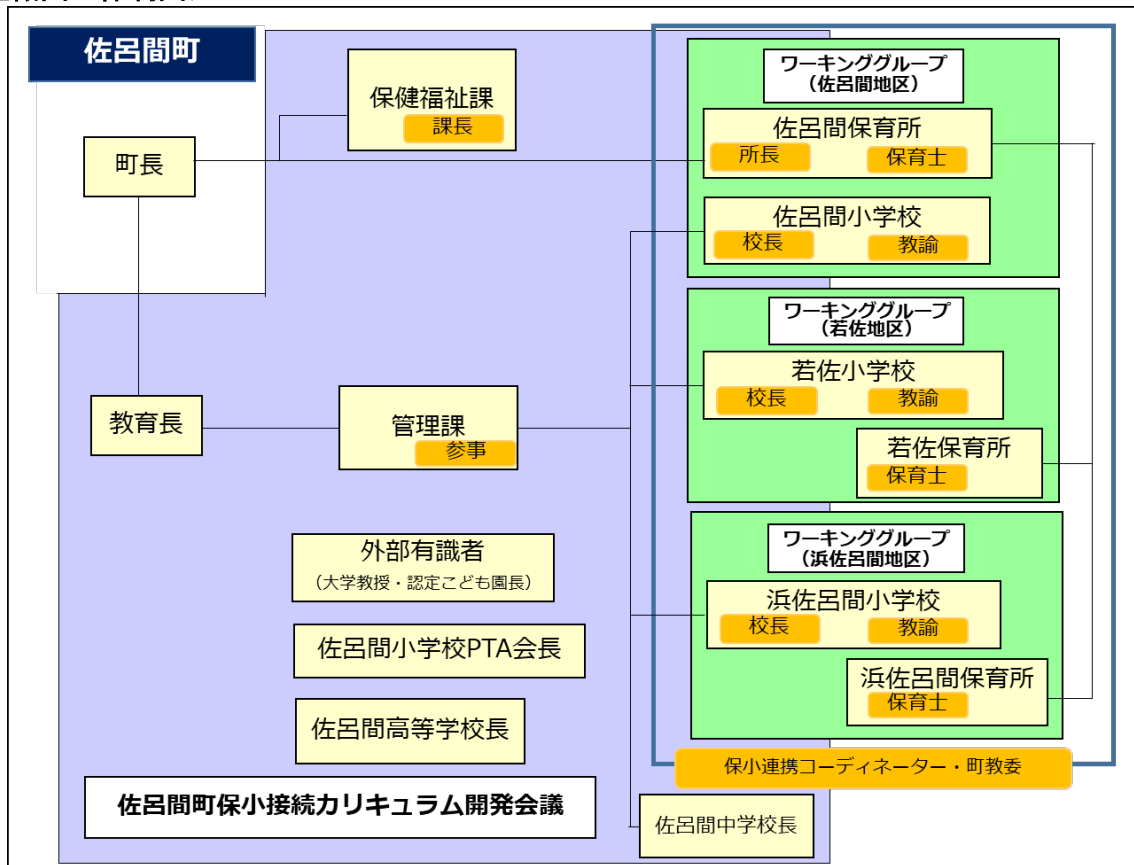 佐呂間町
町長
教育長
保健福祉課
課長
管理課
参事
外部有識者
(大学教授・認定こども園長)
佐呂間小学校PTA会長
佐呂間高等学校長
佐呂間町保小接続カリキュラム開発会議
ワーキンググループ
(佐呂間地区)
佐呂間保育所
所長
保育士
佐呂間小学校
校長
教諭
ワーキンググループ
(若佐地区)
若佐小学校
校長
教諭
若佐保育所
保育士
ワーキンググループ
(浜佐呂間地区)
浜佐呂間小学校
校長
教諭
浜佐呂間保育所
保育士
保小連携コーディネーター・町教委
佐呂間中学校長